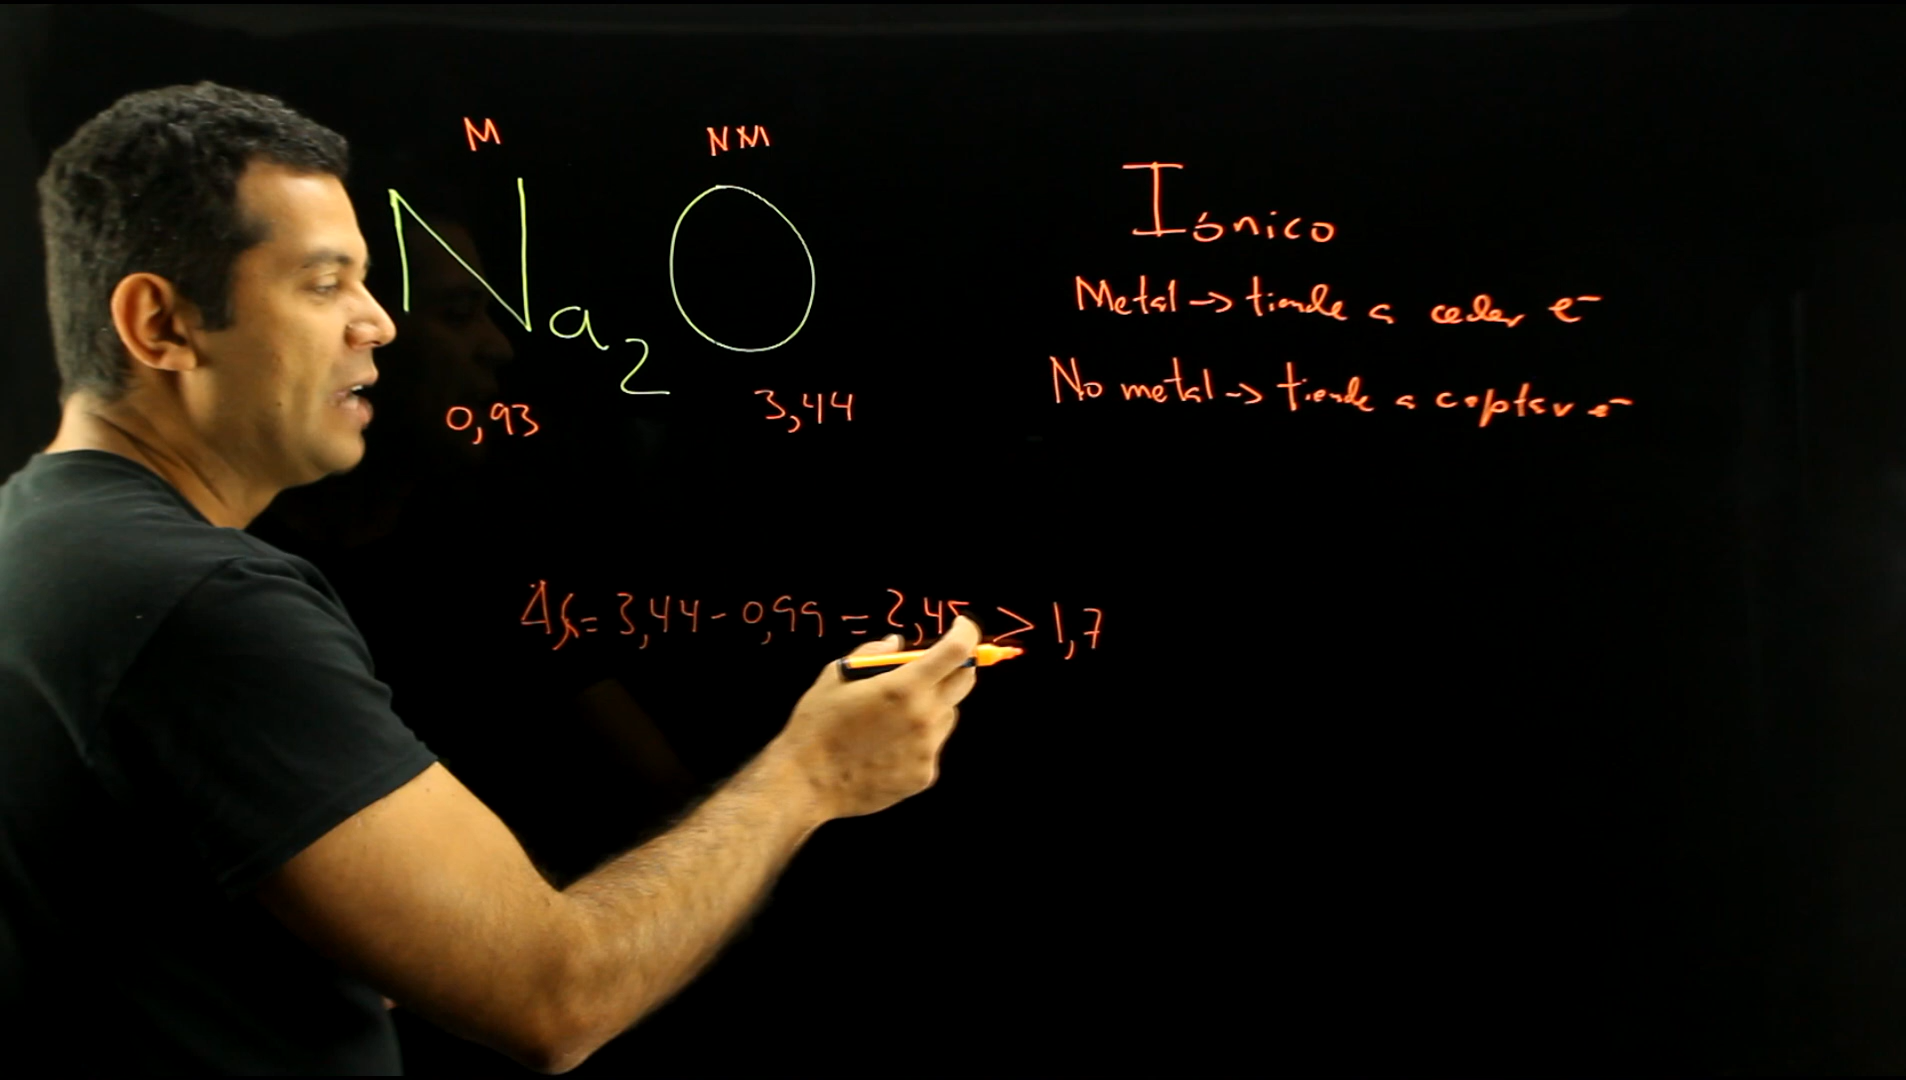 M NM
Na2O
0,93 3,44
Iónico
Metal → tiende a ceder e⁻
No metal → tiende a captar e⁻
Δχ = 3,44 - 0,99 = 2,45 > 1,7